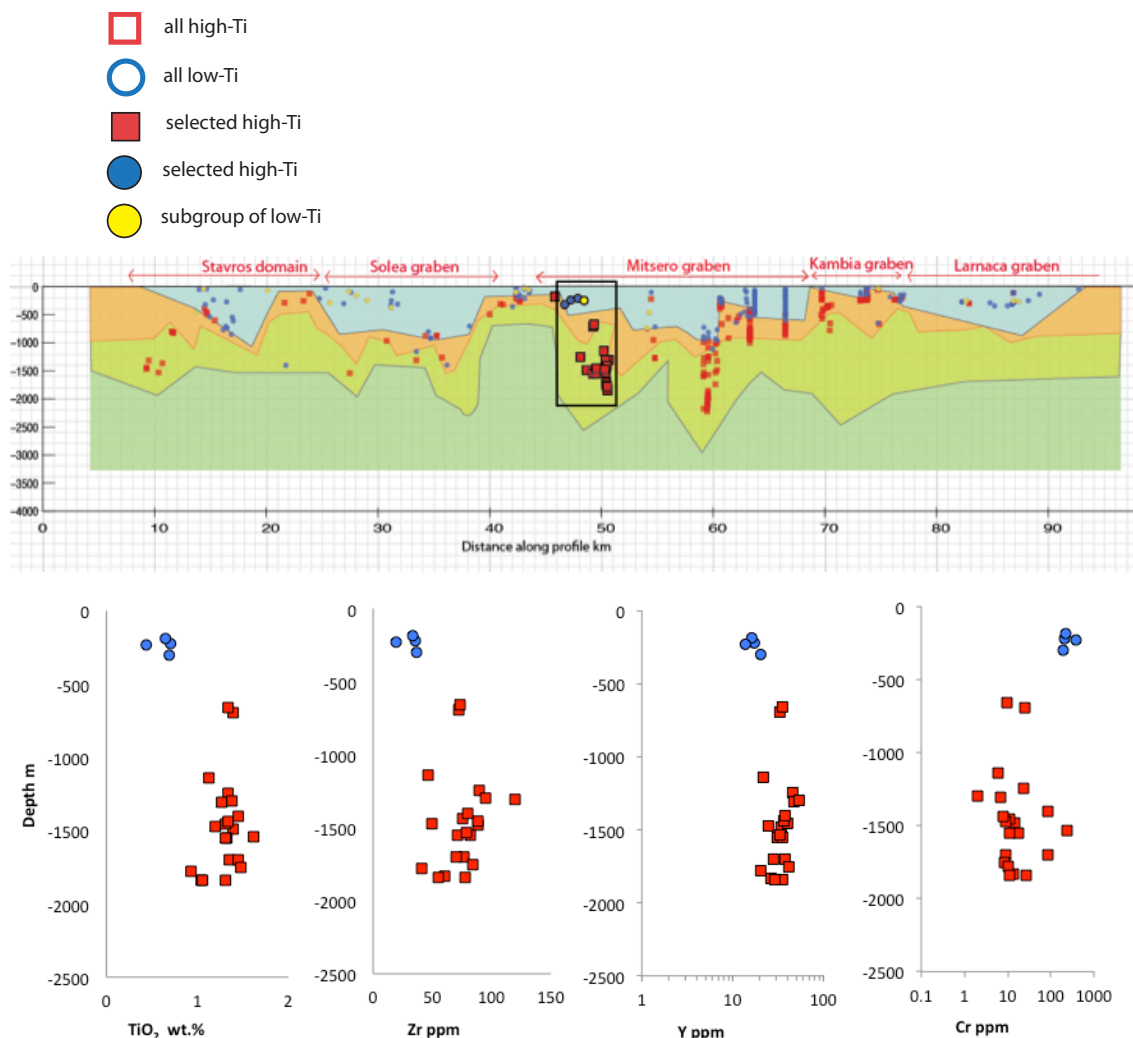 all high-Ti
all low-Ti
selected high-Ti
selected high-Ti
subgroup of low-Ti
Stavros domain
Solea graben
Mitsero graben
Kambia graben
Larnaca graben
0
-500
-1000
-1500
-2000
-2500
-3000
-3500
-4000
0 10 20 30 40 50 60 70 80 90
Distance along profile km
Depth m
0
-500
-1000
-1500
-2000
-2500
0 1 2
TiO₂ wt.%
0
-500
-1000
-1500
-2000
-2500
0 50 100 150
Zr ppm
0
-500
-1000
-1500
-2000
-2500
1 10 100
Y ppm
0
-500
-1000
-1500
-2000
-2500
0.1 1 10 100 1000
Cr ppm